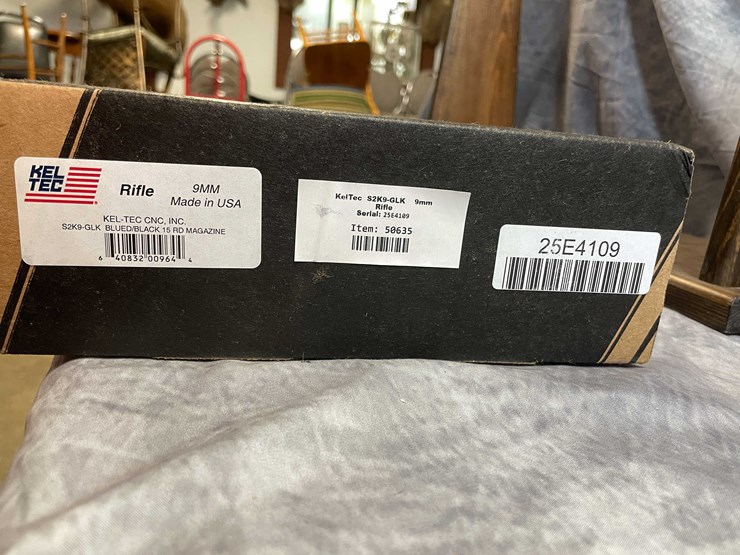 KEL
TEC
Rifle
9MM
Made in USA
KEL-TEC CNC, INC.
S2K9-GLK BLUED/BLACK 15 RD MAGAZINE
6 40832 00964 4
KelTec S2K9-GLK 9mm
Rifle
Serial: 25E4109
Item: 50635
25E4109